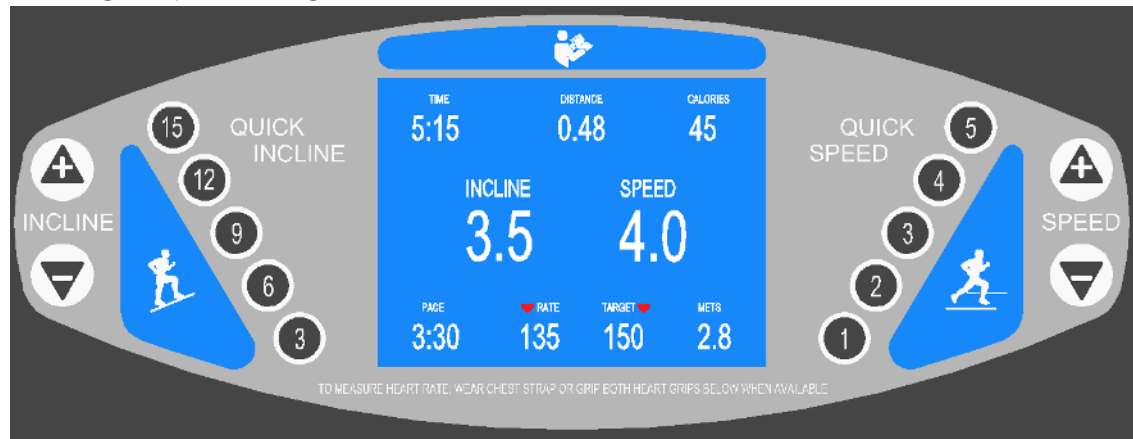 TIME DISTANCE CALORIES
5:15 0.48 45
INCLINE SPEED
3.5 4.0
PACE RATE TARGET METS
3:30 135 150 2.8
QUICK
INCLINE
15
12
9
6
3
+
INCLINE
−
QUICK
SPEED
5
4
3
2
1
+
SPEED
−
TO MEASURE HEART RATE: WEAR CHEST STRAP OR GRIP BOTH HEART GRIPS BELOW WHEN AVAILABLE